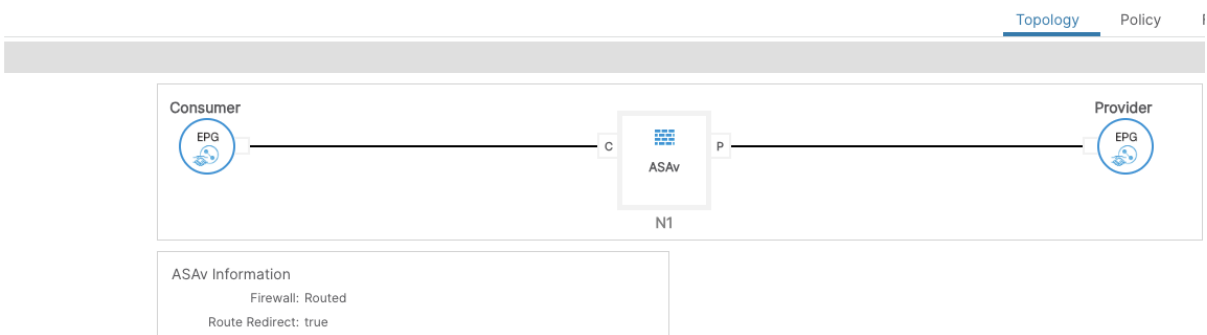 Topology Policy
Consumer
Provider
EPG
EPG
C
P
ASAv
N1
ASAv Information
Firewall: Routed
Route Redirect: true